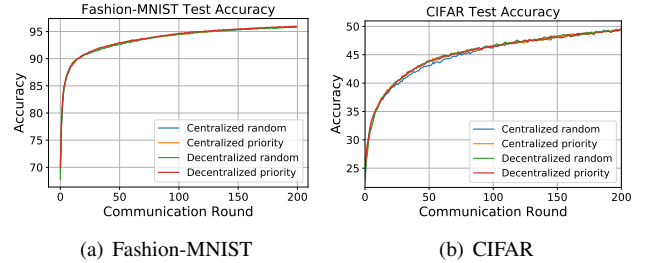 Fashion-MNIST Test Accuracy
95
90
85
80
75
70
Accuracy
0
50
100
150
200
Communication Round
Centralized random
Centralized priority
Decentralized random
Decentralized priority
(a) Fashion-MNIST
CIFAR Test Accuracy
50
45
40
35
30
25
Accuracy
0
50
100
150
200
Communication Round
Centralized random
Centralized priority
Decentralized random
Decentralized priority
(b) CIFAR